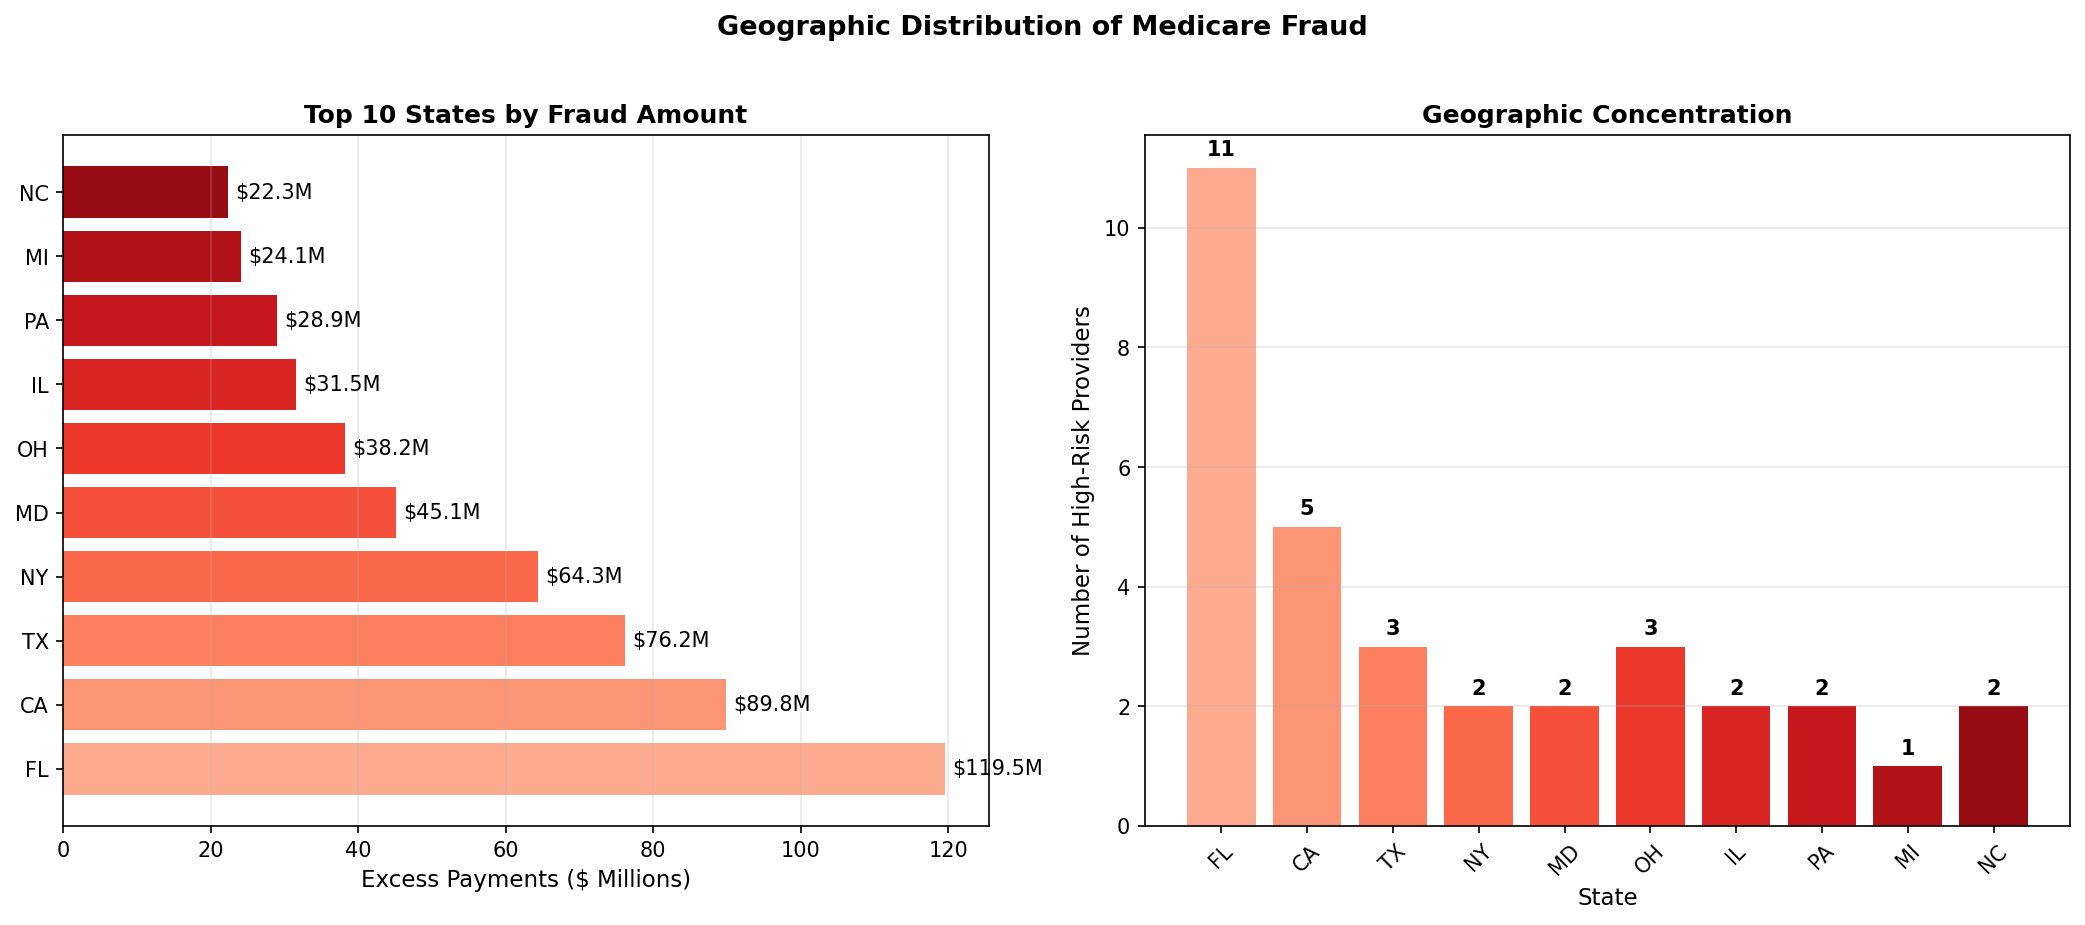 Geographic Distribution of Medicare Fraud
Top 10 States by Fraud Amount
NC
$22.3M
MI
$24.1M
PA
$28.9M
IL
$31.5M
OH
$38.2M
MD
$45.1M
NY
$64.3M
TX
$76.2M
CA
$89.8M
FL
$119.5M
0 20 40 60 80 100 120
Excess Payments ($ Millions)
Geographic Concentration
Number of High-Risk Providers
10
8
6
4
2
0
11 5 3 2 2 3 2 2 1 2
FL CA TX NY MD OH IL PA MI NC
State